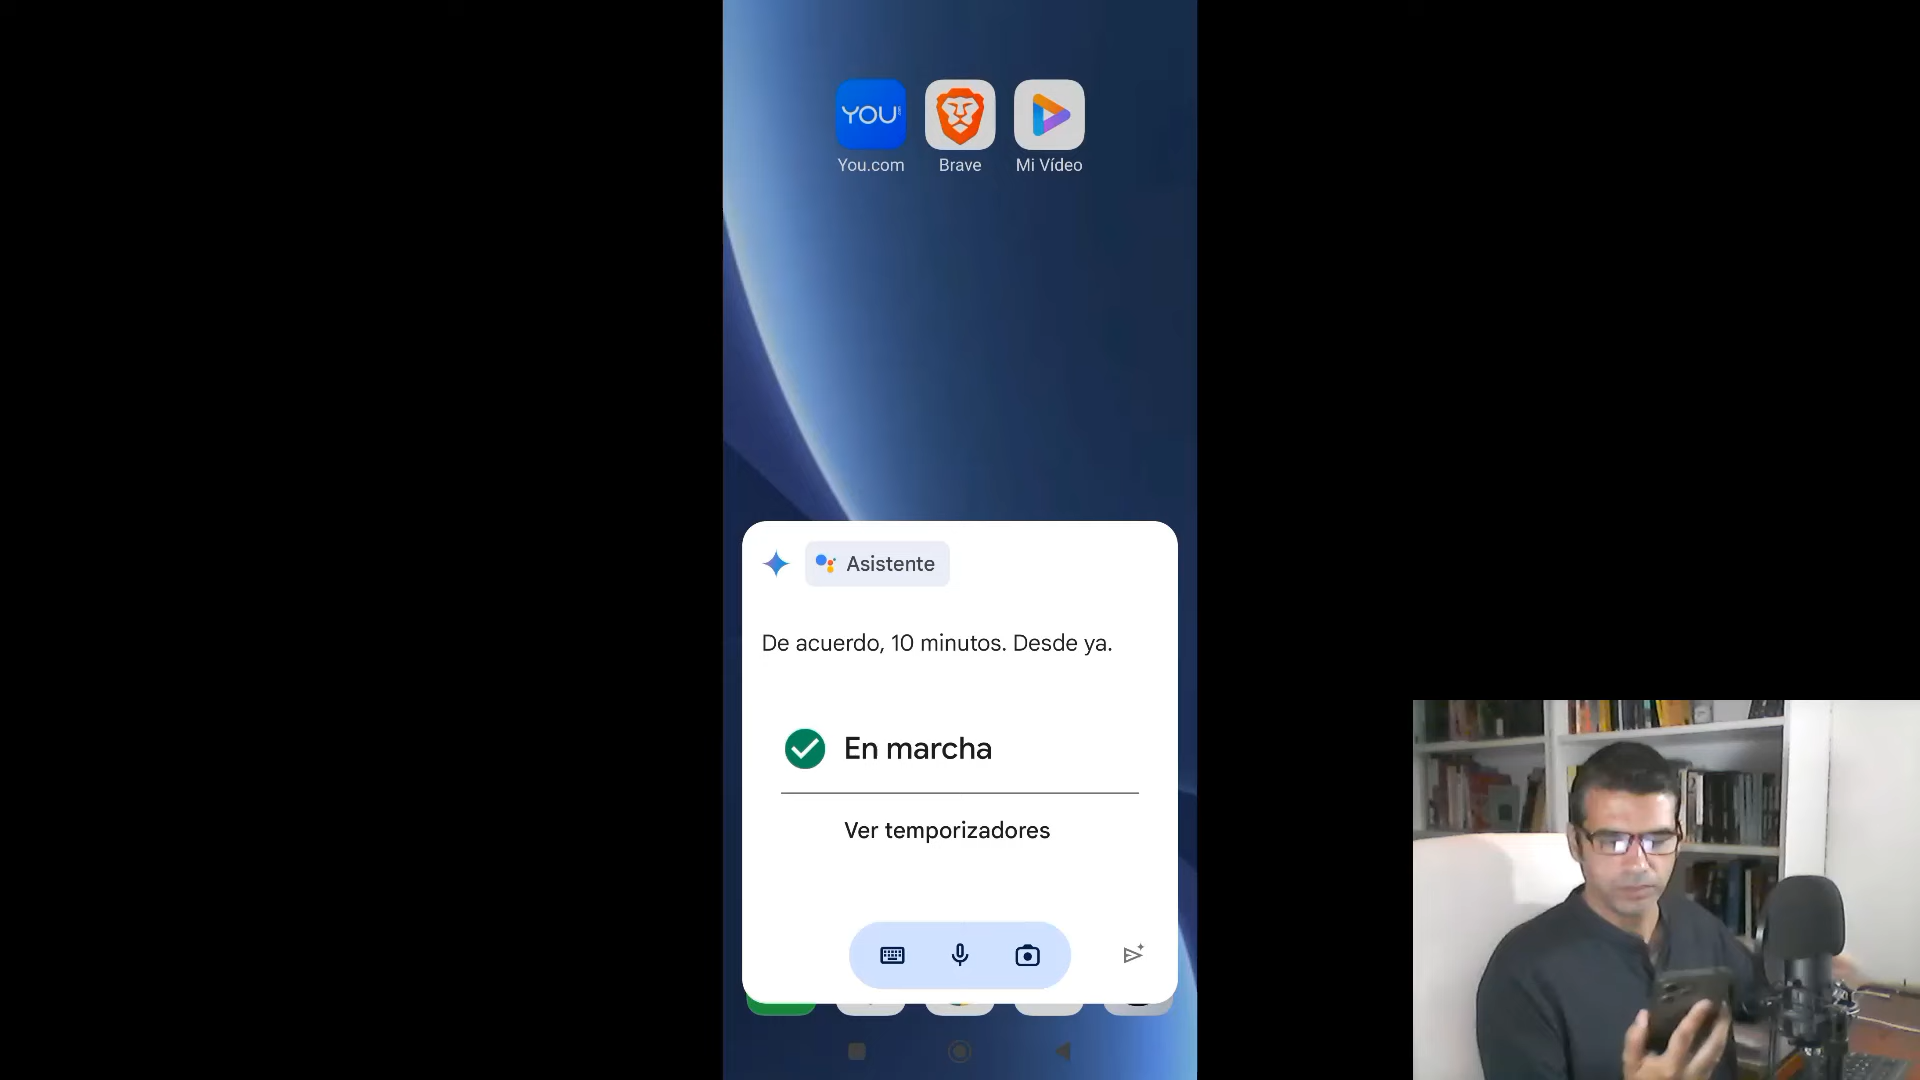 YOU
You.com
Brave
Mi Vídeo
Asistente
De acuerdo, 10 minutos. Desde ya.
En marcha
Ver temporizadores